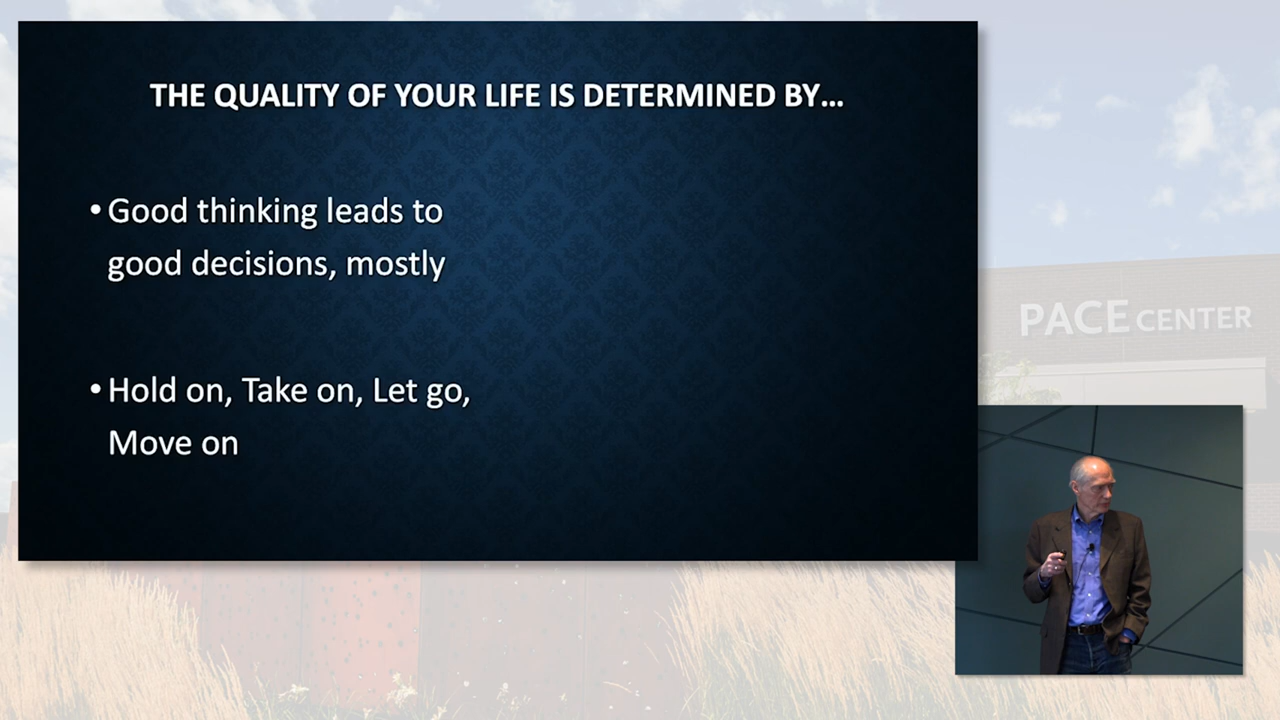 THE QUALITY OF YOUR LIFE IS DETERMINED BY...
• Good thinking leads to
good decisions, mostly
• Hold on, Take on, Let go,
Move on
PACE CENTER